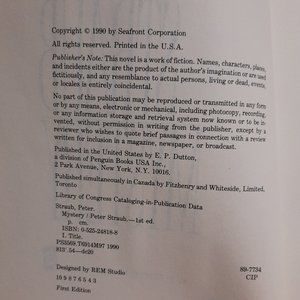 Copyright © 1990 by Seafront Corporation
All rights reserved. Printed in the U.S.A.
Publisher's Note: This novel is a work of fiction. Names, characters, places,
and incidents either are the product of the author's imagination or are used
fictitiously, and any resemblance to actual persons, living or dead, events,
or locales is entirely coincidental.
No part of this publication may be reproduced or transmitted in any form
or by any means, electronic or mechanical, including photocopy, recording,
or any information storage and retrieval system now known or to be in-
vented, without permission in writing from the publisher, except by a
reviewer who wishes to quote brief passages in connection with a review
written for inclusion in a magazine, newspaper, or broadcast.
Published in the United States by E. P. Dutton,
a division of Penguin Books USA Inc.,
2 Park Avenue, New York, N.Y. 10016.
Published simultaneously in Canada by Fitzhenry and Whiteside, Limited,
Toronto
Library of Congress Cataloging-in-Publication Data
Straub, Peter.
Mystery / Peter Straub.—1st ed.
p. cm.
ISBN: 0-525-24818-8
I. Title.
PS3569.T6914M97 1990
813'.54—dc20
89-7734
CIP
Designed by REM Studio
10 9 8 7 6 5 4 3
First Edition